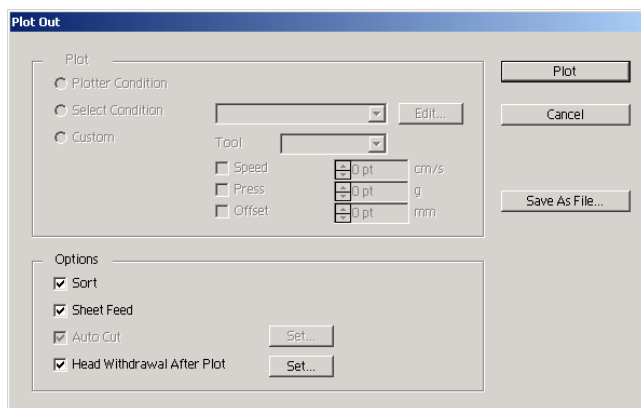 Plot Out
Plot
Plotter Condition
Select Condition
Edit...
Custom
Tool
Speed
0 pt
cm/s
Press
0 pt
g
Offset
0 pt
mm
Plot
Cancel
Save As File...
Options
Sort
Sheet Feed
Auto Cut
Set...
Head Withdrawal After Plot
Set...